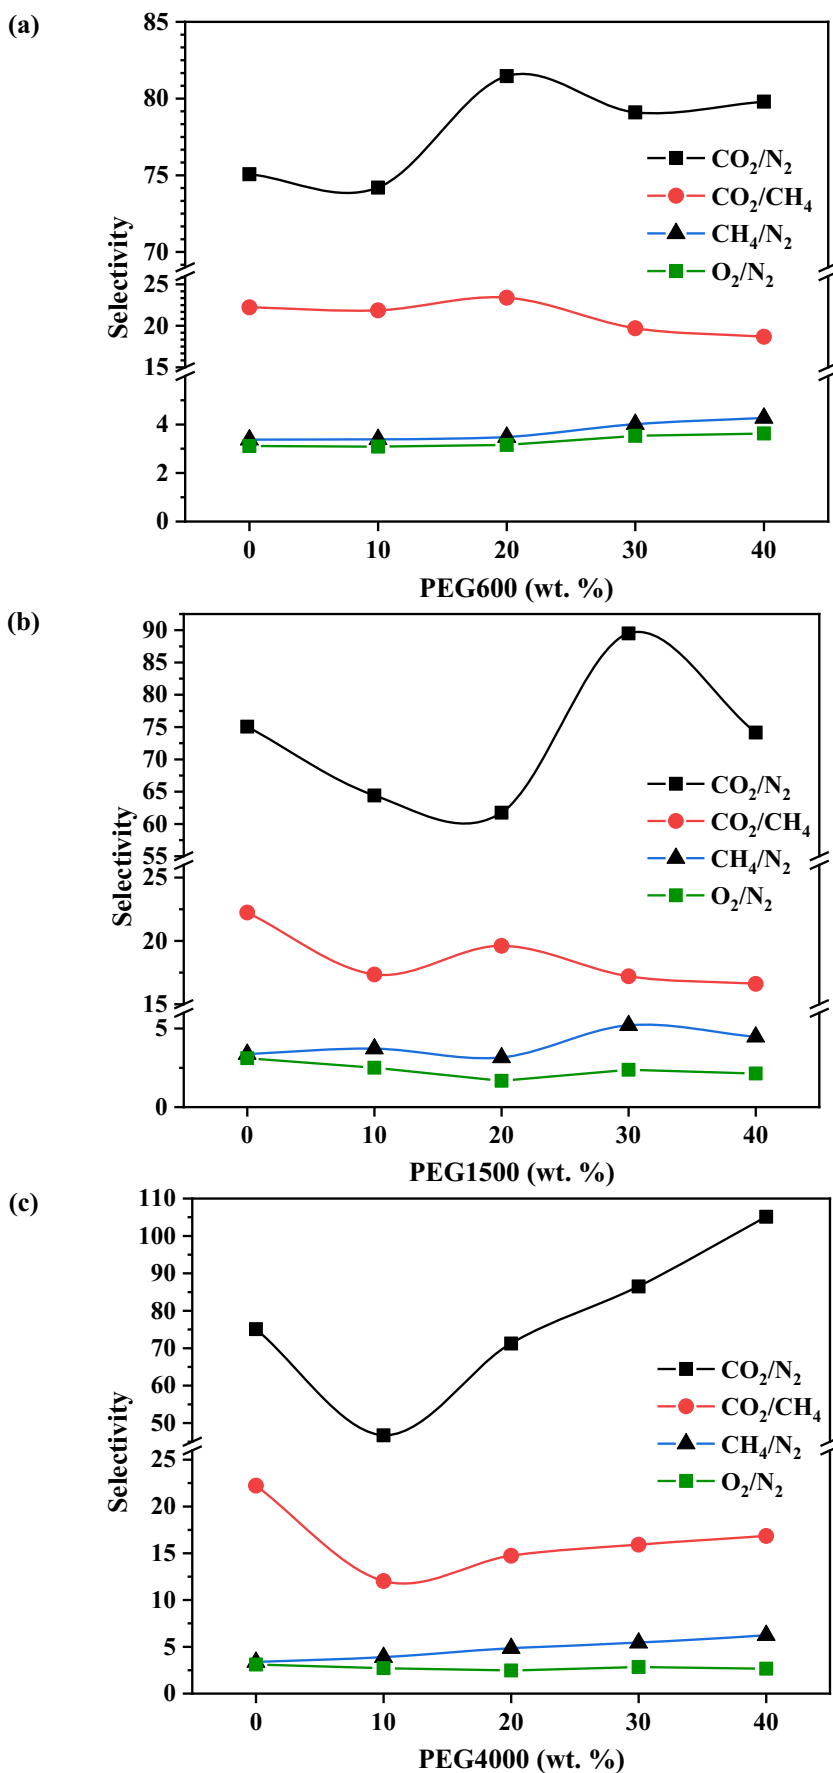 (a)
85
80
75
70
25
20
15
4
2
0
Selectivity
CO₂/N₂
CO₂/CH₄
CH₄/N₂
O₂/N₂
0 10 20 30 40
PEG600 (wt. %)
(b)
90
85
80
75
70
65
60
55
25
20
15
5
0
Selectivity
CO₂/N₂
CO₂/CH₄
CH₄/N₂
O₂/N₂
0 10 20 30 40
PEG1500 (wt. %)
(c)
110
100
90
80
70
60
50
25
20
15
10
5
0
Selectivity
CO₂/N₂
CO₂/CH₄
CH₄/N₂
O₂/N₂
0 10 20 30 40
PEG4000 (wt. %)